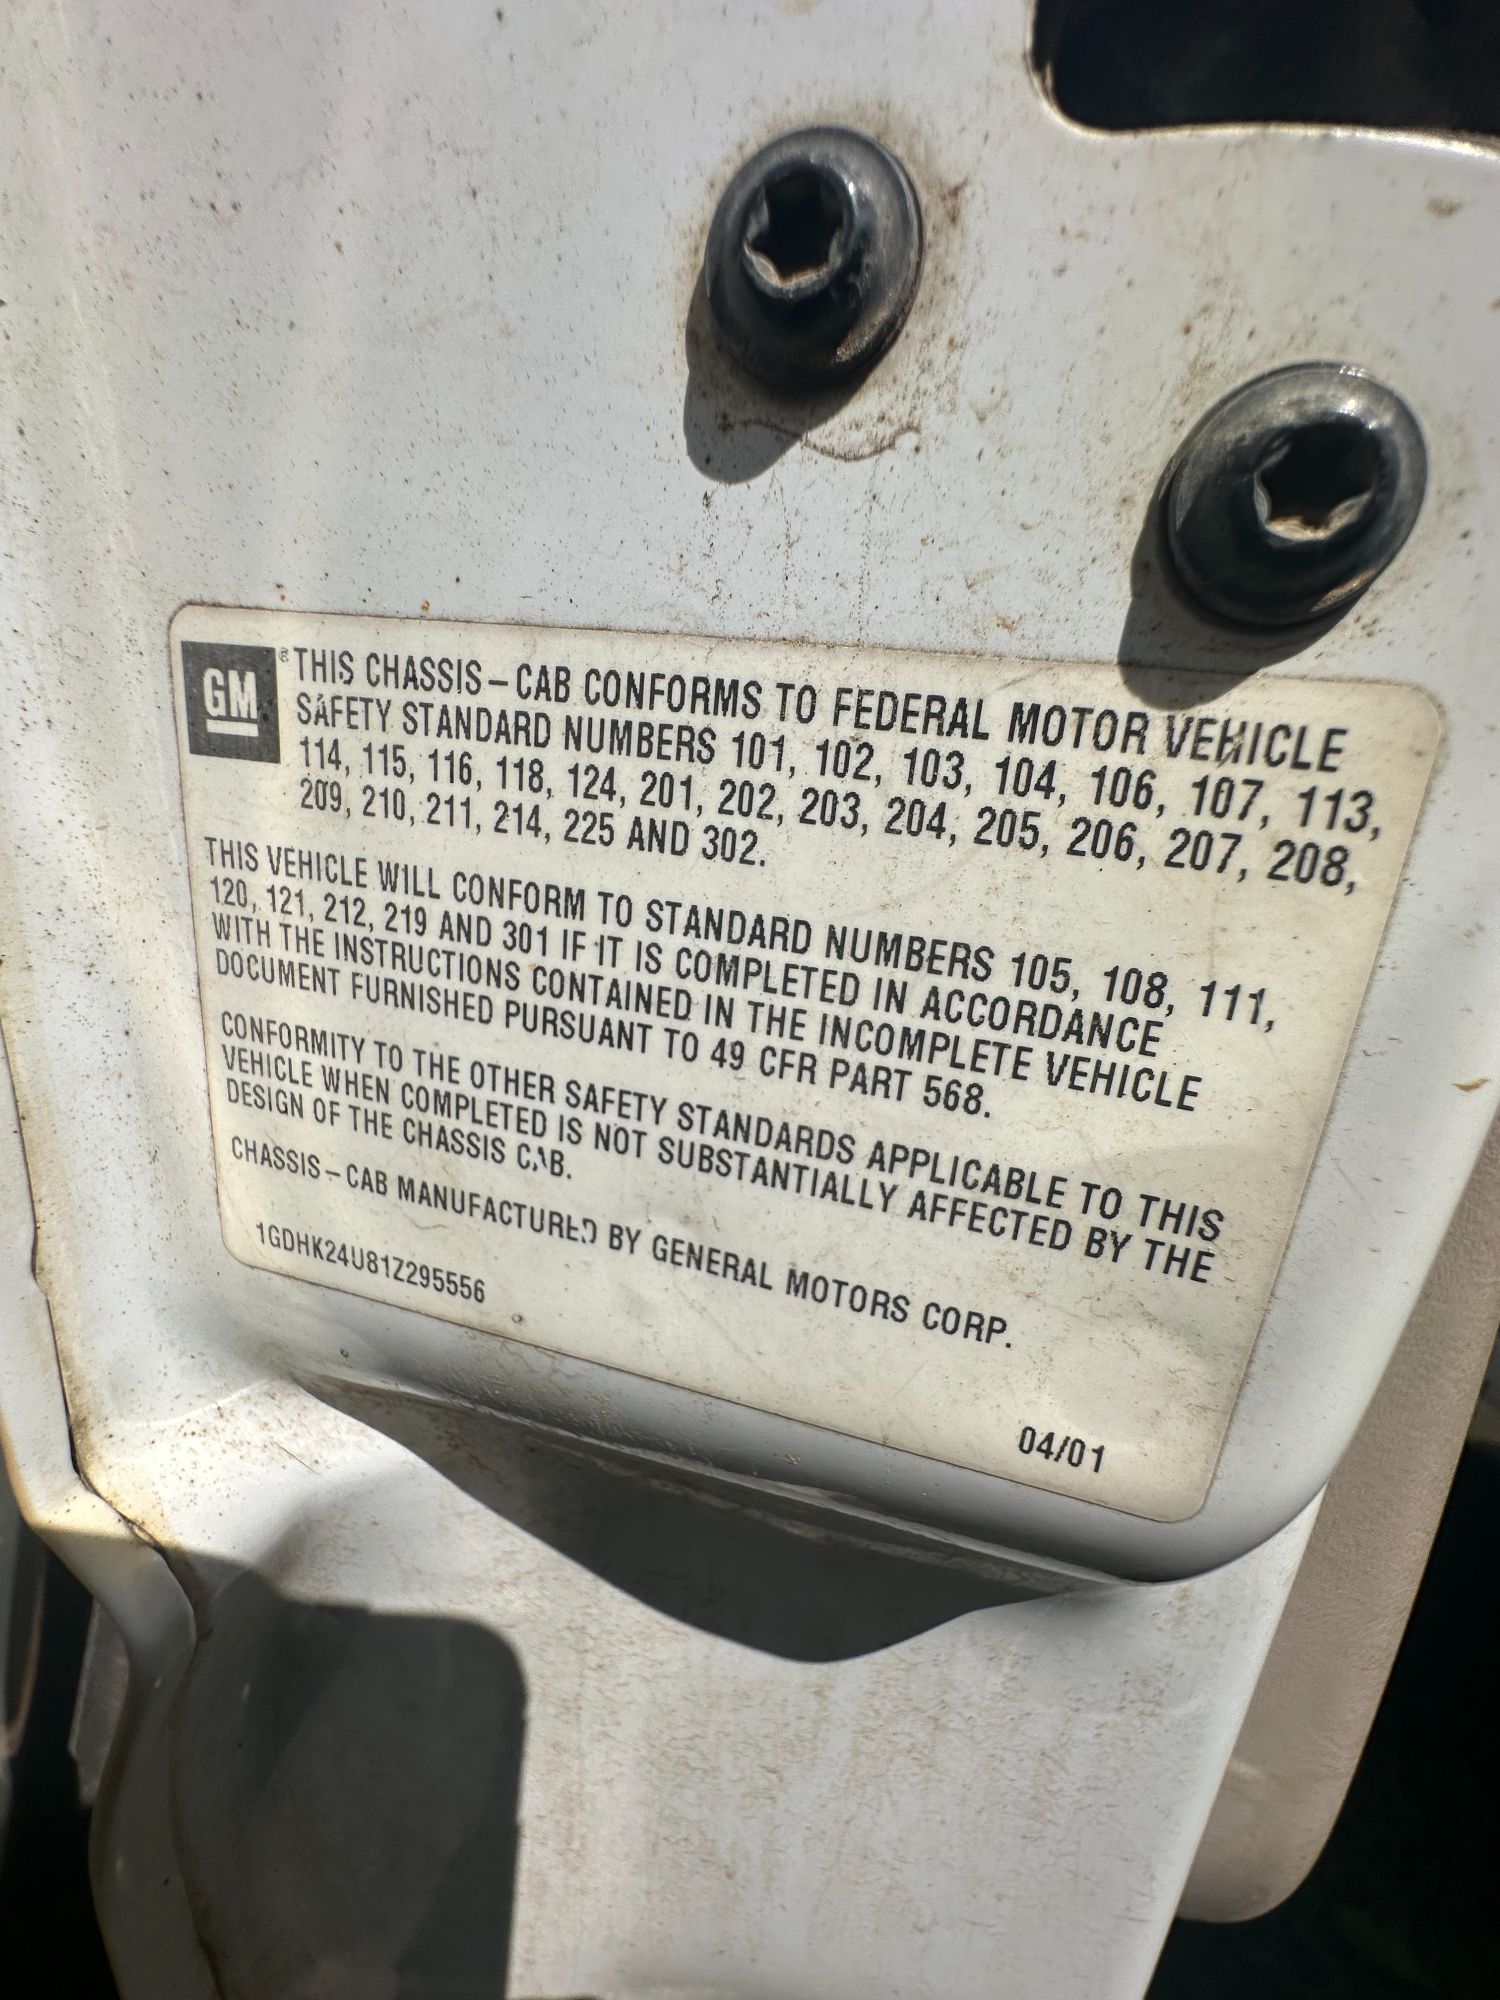 GM ® THIS CHASSIS–CAB CONFORMS TO FEDERAL MOTOR VEHICLE
SAFETY STANDARD NUMBERS 101, 102, 103, 104, 106, 107, 113,
114, 115, 116, 118, 124, 201, 202, 203, 204, 205, 206, 207, 208,
209, 210, 211, 214, 225 AND 302.
THIS VEHICLE WILL CONFORM TO STANDARD NUMBERS 105, 108, 111,
120, 121, 212, 219 AND 301 IF IT IS COMPLETED IN ACCORDANCE
WITH THE INSTRUCTIONS CONTAINED IN THE INCOMPLETE VEHICLE
DOCUMENT FURNISHED PURSUANT TO 49 CFR PART 568.
CONFORMITY TO THE OTHER SAFETY STANDARDS APPLICABLE TO THIS
VEHICLE WHEN COMPLETED IS NOT SUBSTANTIALLY AFFECTED BY THE
DESIGN OF THE CHASSIS CAB.
CHASSIS–CAB MANUFACTURED BY GENERAL MOTORS CORP.
1GDHK24U81Z295556
04/01